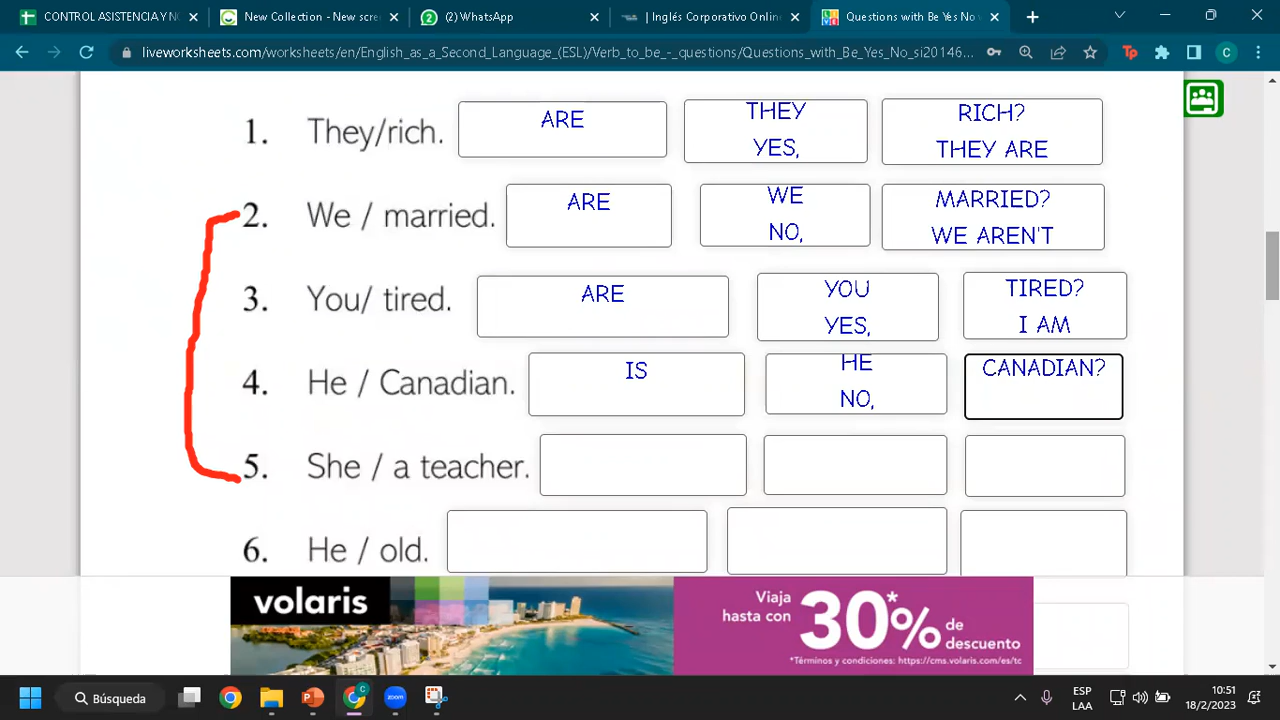 CONTROL ASISTENCIA Y NO
New Collection - New scre
(2) WhatsApp
| Inglés Corporativo Online
Questions with Be Yes No w
liveworksheets.com/worksheets/en/English_as_a_Second_Language_(ESL)/Verb_to_be_-_questions/Questions_with_Be_Yes_No_si20146...
1. They/rich. ARE THEY RICH?
YES, THEY ARE
2. We / married. ARE WE MARRIED?
NO, WE AREN'T
3. You/ tired. ARE YOU TIRED?
YES, I AM
4. He / Canadian. IS HE CANADIAN?
NO,
5. She / a teacher.
6. He / old.
volaris
Viaja
hasta con
30%*
de
descuento
*Términos y condiciones: https://cms.volaris.com/es/tc
Búsqueda
zoom
ESP
LAA
10:51
18/2/2023